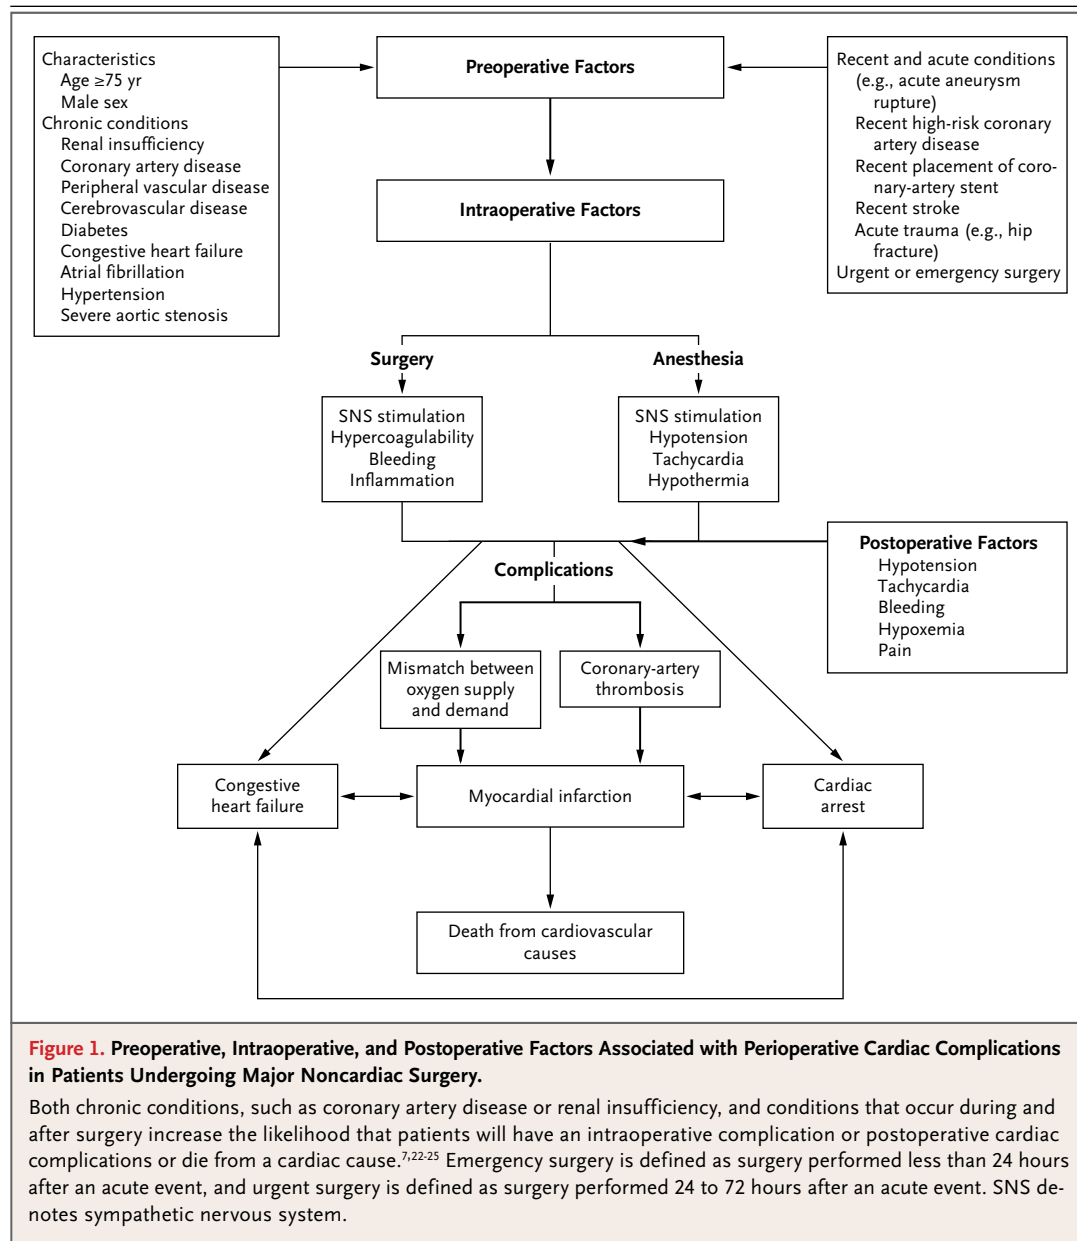 Characteristics
Age ≥75 yr
Male sex
Chronic conditions
Renal insufficiency
Coronary artery disease
Peripheral vascular disease
Cerebrovascular disease
Diabetes
Congestive heart failure
Atrial fibrillation
Hypertension
Severe aortic stenosis
Preoperative Factors
Recent and acute conditions
(e.g., acute aneurysm
rupture)
Recent high-risk coronary
artery disease
Recent placement of coro-
nary-artery stent
Recent stroke
Acute trauma (e.g., hip
fracture)
Urgent or emergency surgery
Intraoperative Factors
Surgery
SNS stimulation
Hypercoagulability
Bleeding
Inflammation
Anesthesia
SNS stimulation
Hypotension
Tachycardia
Hypothermia
Postoperative Factors
Hypotension
Tachycardia
Bleeding
Hypoxemia
Pain
Complications
Mismatch between
oxygen supply
and demand
Coronary-artery
thrombosis
Congestive
heart failure
Myocardial infarction
Cardiac
arrest
Death from cardiovascular
causes
Figure 1. Preoperative, Intraoperative, and Postoperative Factors Associated with Perioperative Cardiac Complications
in Patients Undergoing Major Noncardiac Surgery.
Both chronic conditions, such as coronary artery disease or renal insufficiency, and conditions that occur during and
after surgery increase the likelihood that patients will have an intraoperative complication or postoperative cardiac
complications or die from a cardiac cause.7,22-25 Emergency surgery is defined as surgery performed less than 24 hours
after an acute event, and urgent surgery is defined as surgery performed 24 to 72 hours after an acute event. SNS de-
notes sympathetic nervous system.